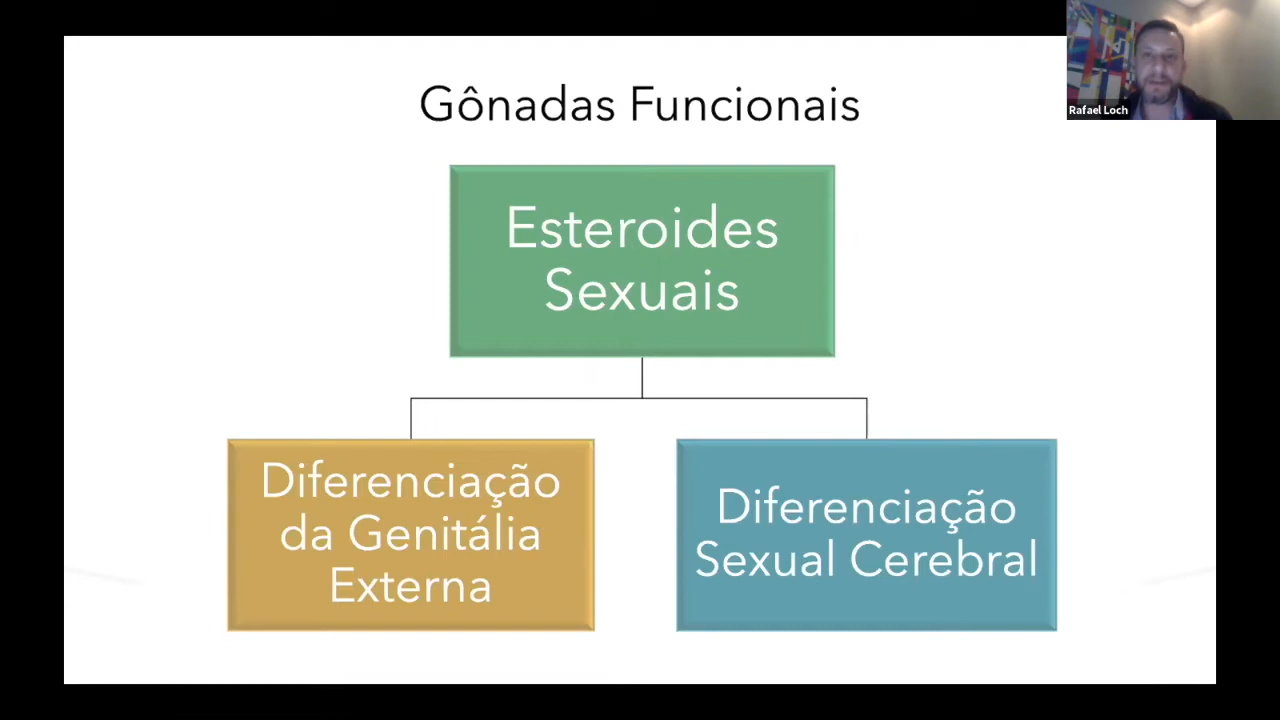 Gônadas Funcionais
Rafael Loch
Esteroides
Sexuais
Diferenciação
da Genitália
Externa
Diferenciação
Sexual Cerebral